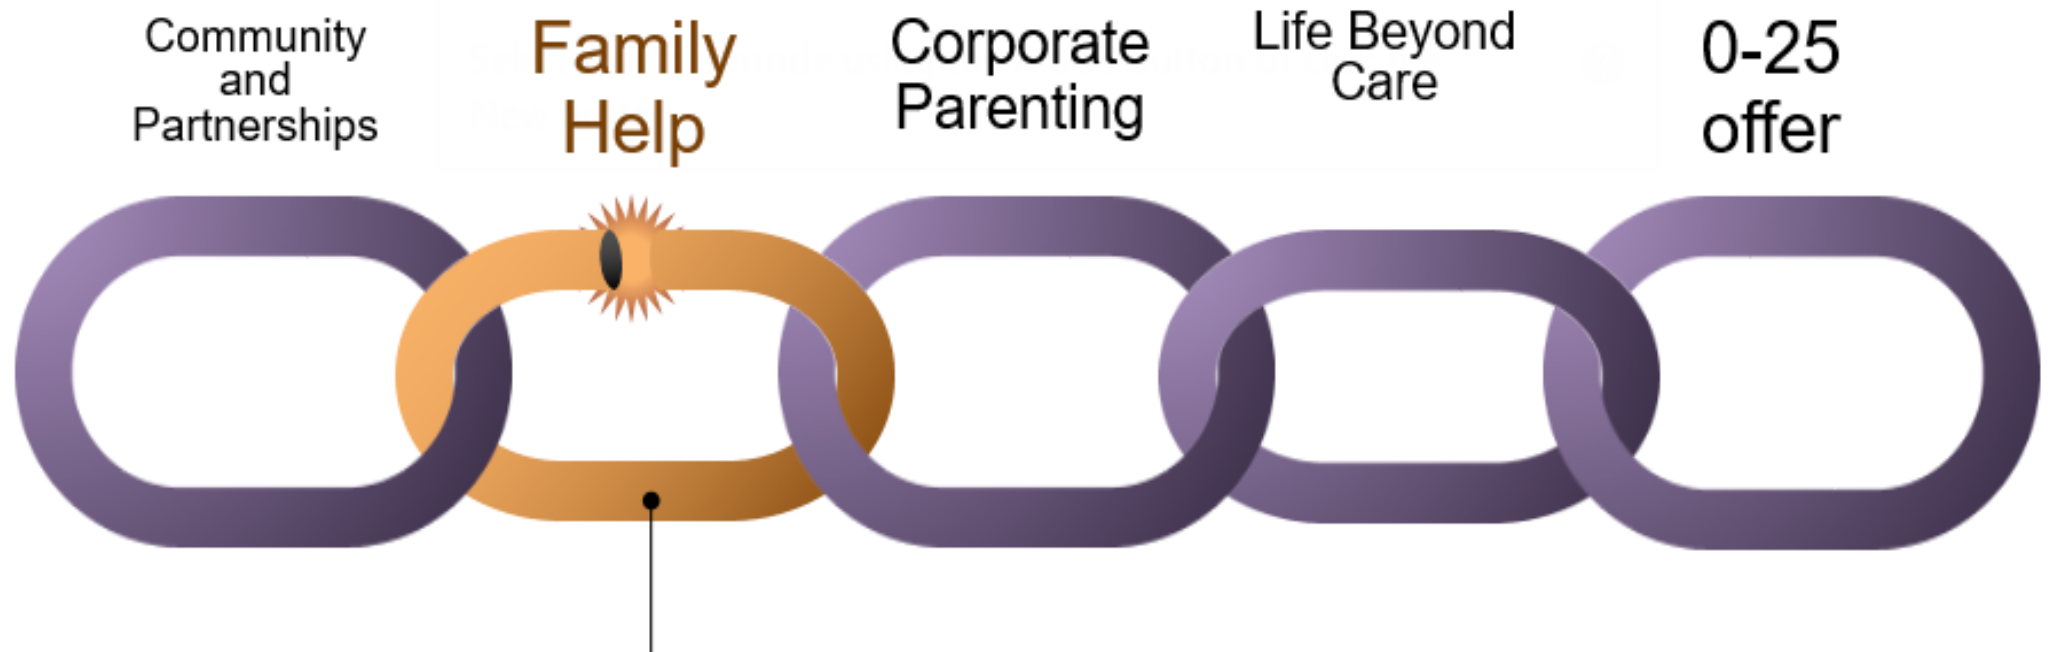 Community
and
Partnerships
Family
Help
Corporate
Parenting
Life Beyond
Care
0-25
offer